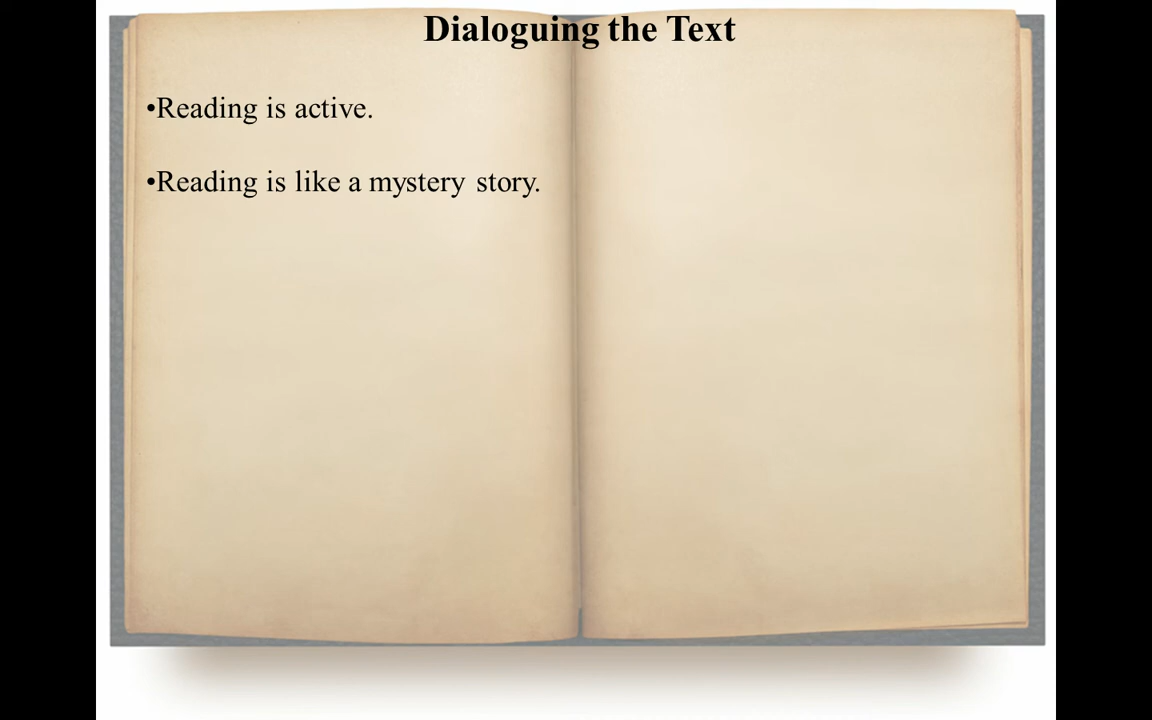 Dialoguing the Text
•Reading is active.
•Reading is like a mystery story.